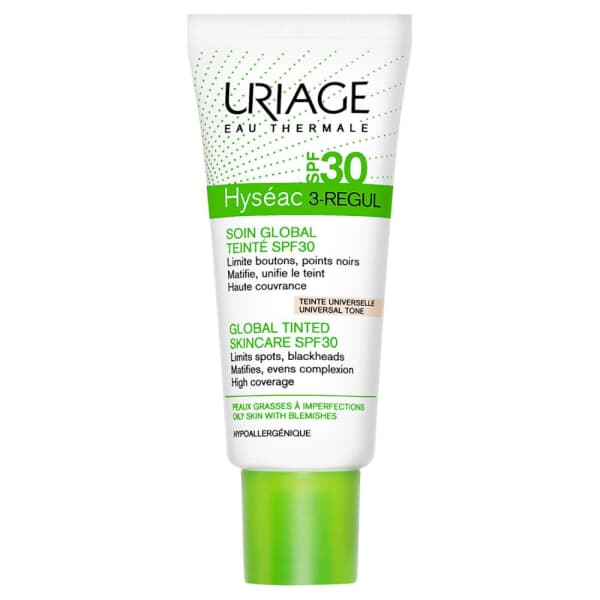 URIAGE
EAU THERMALE
SPF30
Hyséac 3-REGUL
SOIN GLOBAL
TEINTÉ SPF30
Limite boutons, points noirs
Matifie, unifie le teint
Haute couvrance
TEINTE UNIVERSELLE
UNIVERSAL TONE
GLOBAL TINTED
SKINCARE SPF30
Limits spots, blackheads
Matifies, evens complexion
High coverage
PEAUX GRASSES À IMPERFECTIONS
OILY SKIN WITH BLEMISHES
HYPOALLERGÉNIQUE